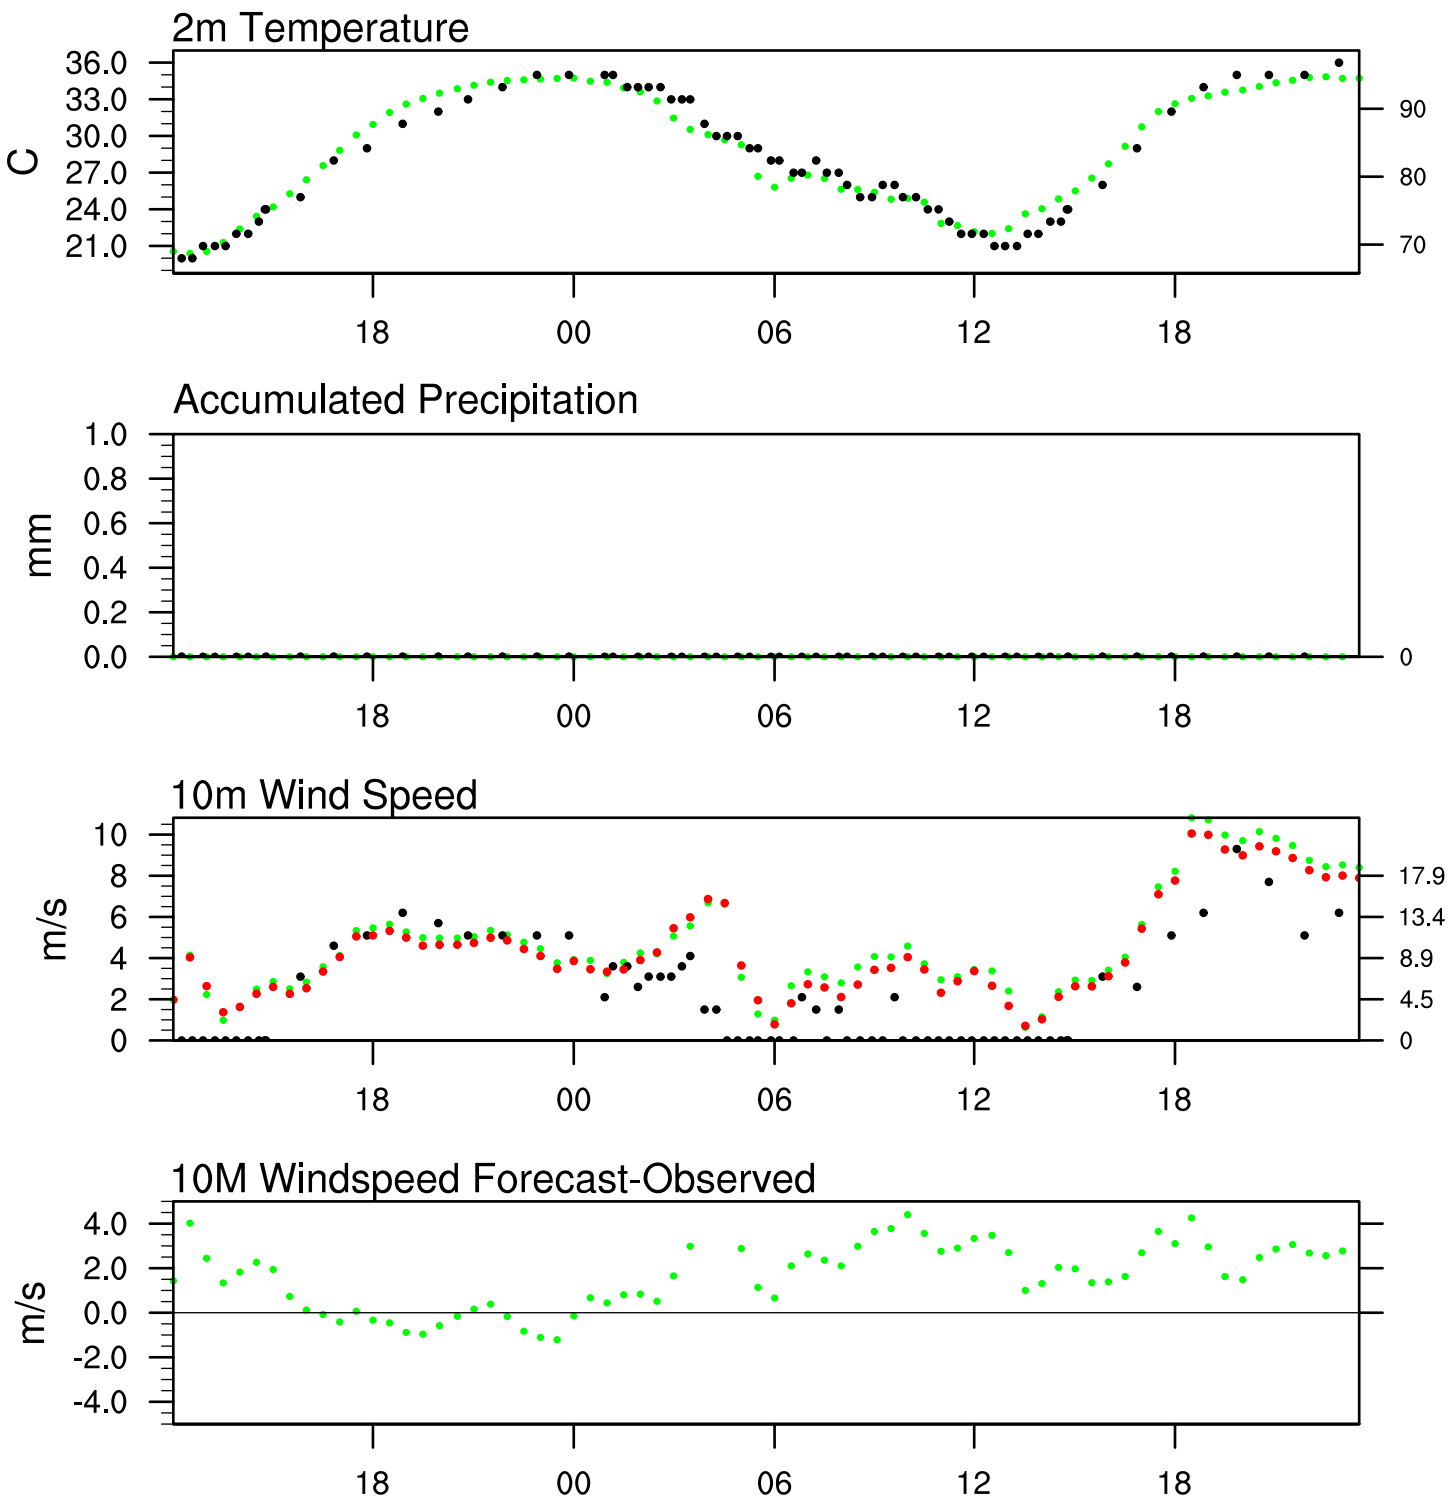 2m Temperature
36.0
33.0
30.0
27.0
24.0
21.0
C
90
80
70
18 00 06 12 18
Accumulated Precipitation
1.0
0.8
0.6
0.4
0.2
0.0
mm
0
18 00 06 12 18
10m Wind Speed
10
8
6
4
2
0
m/s
17.9
13.4
8.9
4.5
0
18 00 06 12 18
10M Windspeed Forecast-Observed
4.0
2.0
0.0
-2.0
-4.0
m/s
18 00 06 12 18